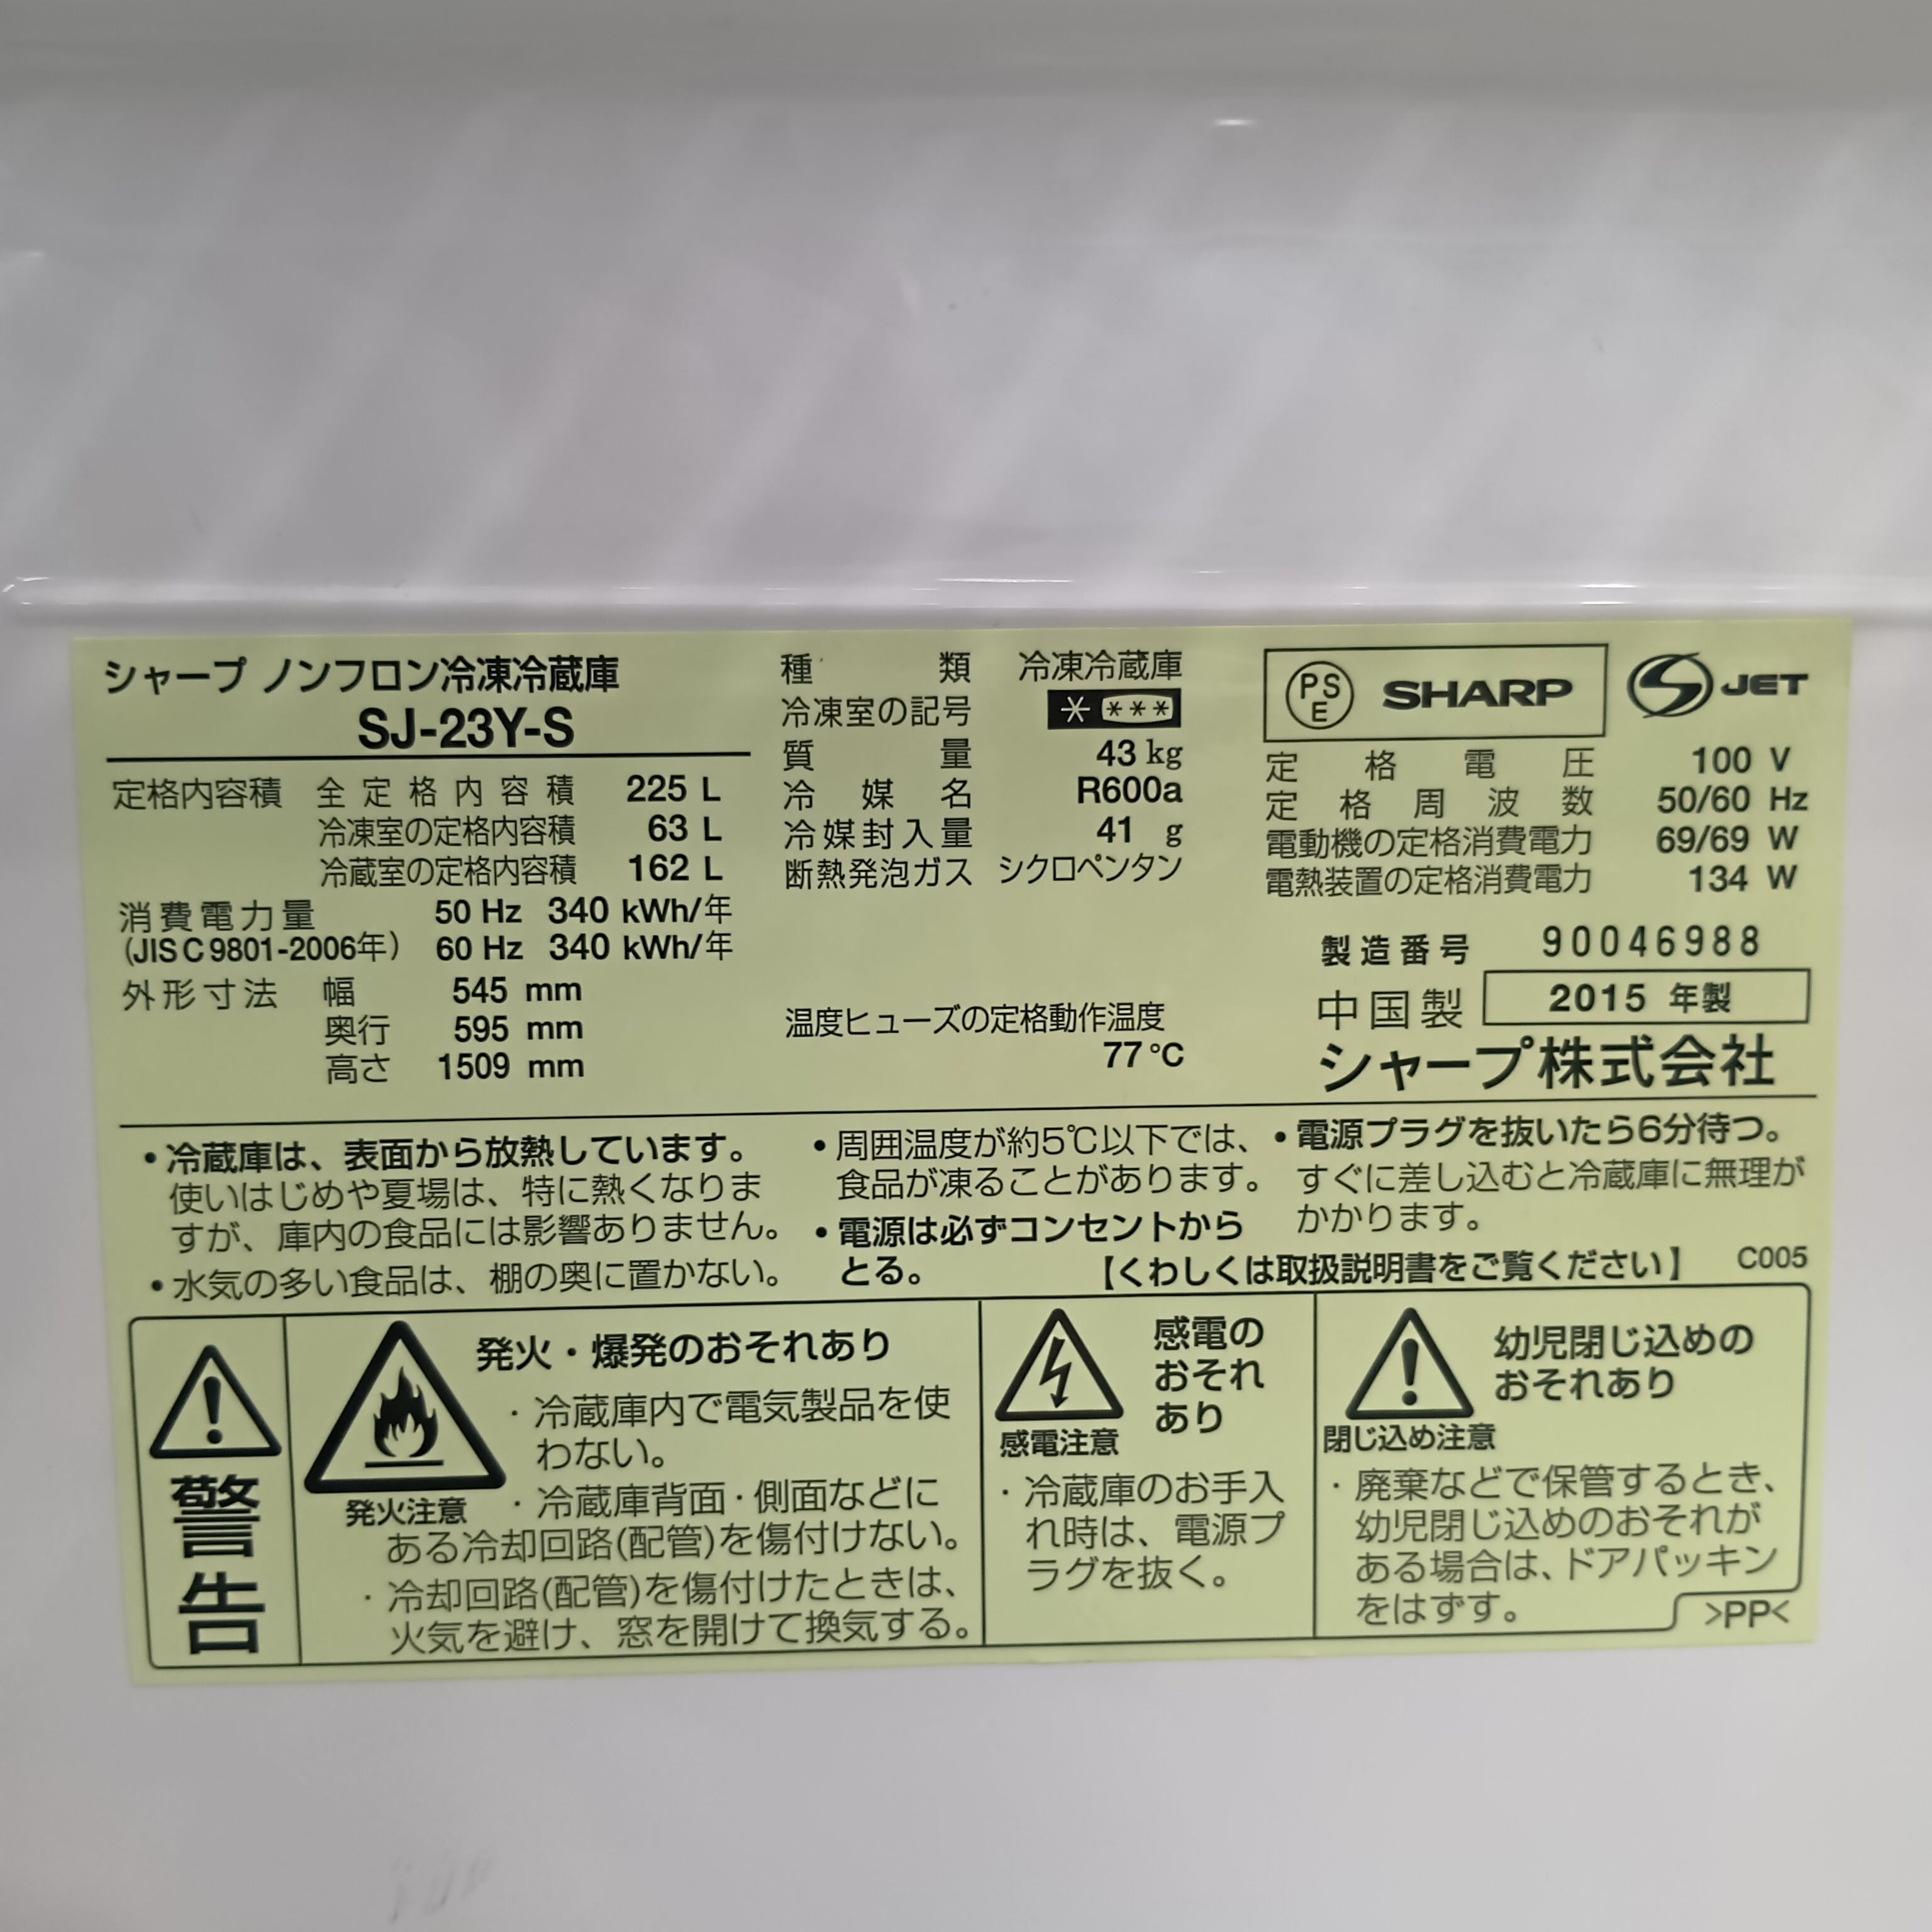 シャープ ノンフロン冷凍冷蔵庫
SJ-23Y-S
定格内容積 全定格内容積 225 L
冷凍室の定格内容積 63 L
冷蔵室の定格内容積 162 L
消費電力量 50 Hz 340 kWh/年
(JIS C 9801-2006年) 60 Hz 340 kWh/年
外形寸法 幅 545 mm
奥行 595 mm
高さ 1509 mm
種類 冷凍冷蔵庫
冷凍室の記号 * ***
質量 43 kg
冷媒名 R600a
冷媒封入量 41 g
断熱発泡ガス シクロペンタン
温度ヒューズの定格動作温度
77 ℃
PSE SHARP S JET
定格電圧 100 V
定格周波数 50/60 Hz
電動機の定格消費電力 69/69 W
電熱装置の定格消費電力 134 W
製造番号 90046988
中国製 2015 年製
シャープ株式会社
・冷蔵庫は、表面から放熱しています。
使いはじめや夏場は、特に熱くなりま
すが、庫内の食品には影響ありません。
・水気の多い食品は、棚の奥に置かない。
・周囲温度が約5℃以下では、
食品が凍ることがあります。
・電源は必ずコンセントから
とる。
・電源プラグを抜いたら6分待つ。
すぐに差し込むと冷蔵庫に無理が
かかります。
【くわしくは取扱説明書をご覧ください】 C005
警告
発火注意
発火・爆発のおそれあり
・冷蔵庫内で電気製品を使
わない。
・冷蔵庫背面・側面などに
ある冷却回路(配管)を傷付けない。
・冷却回路(配管)を傷付けたときは、
火気を避け、窓を開けて換気する。
感電の
おそれ
あり
感電注意
・冷蔵庫のお手入
れ時は、電源プ
ラグを抜く。
幼児閉じ込めの
おそれあり
閉じ込め注意
・廃棄などで保管するとき、
幼児閉じ込めのおそれが
ある場合は、ドアパッキン
をはずす。
>PP<